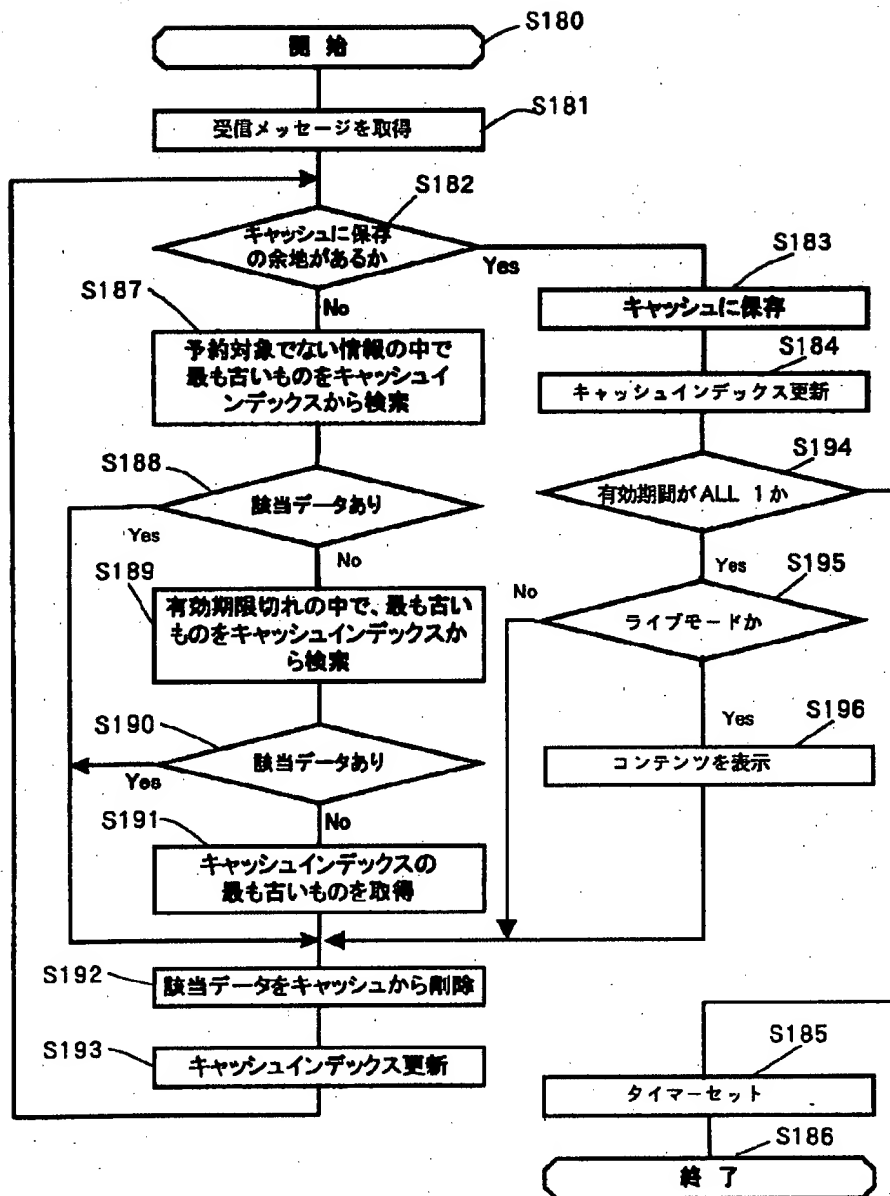 S180
開 始
S181
受信メッセージを取得
S182
キャッシュに保存
の余地があるか
Yes
No
S183
キャッシュに保存
S184
キャッシュインデックス更新
S187
予約対象でない情報の中で
最も古いものをキャッシュイ
ンデックスから検索
S188
該当データあり
Yes
No
S194
有効期間がALL 1か
Yes
S189
有効期限切れの中で、最も古い
ものをキャッシュインデックスか
ら検索
S195
ライブモードか
No
Yes
S190
該当データあり
Yes
No
S196
コンテンツを表示
S191
キャッシュインデックスの
最も古いものを取得
S192
該当データをキャッシュから削除
S193
キャッシュインデックス更新
S185
タイマーセット
S186
終 了